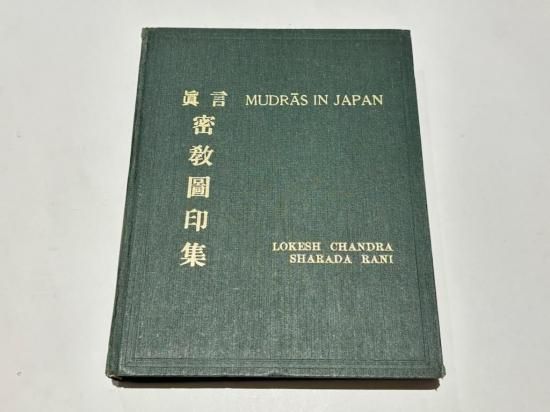 眞言 MUDRĀS IN JAPAN
密教圖印集
LOKESH CHANDRA
SHARADA RANI